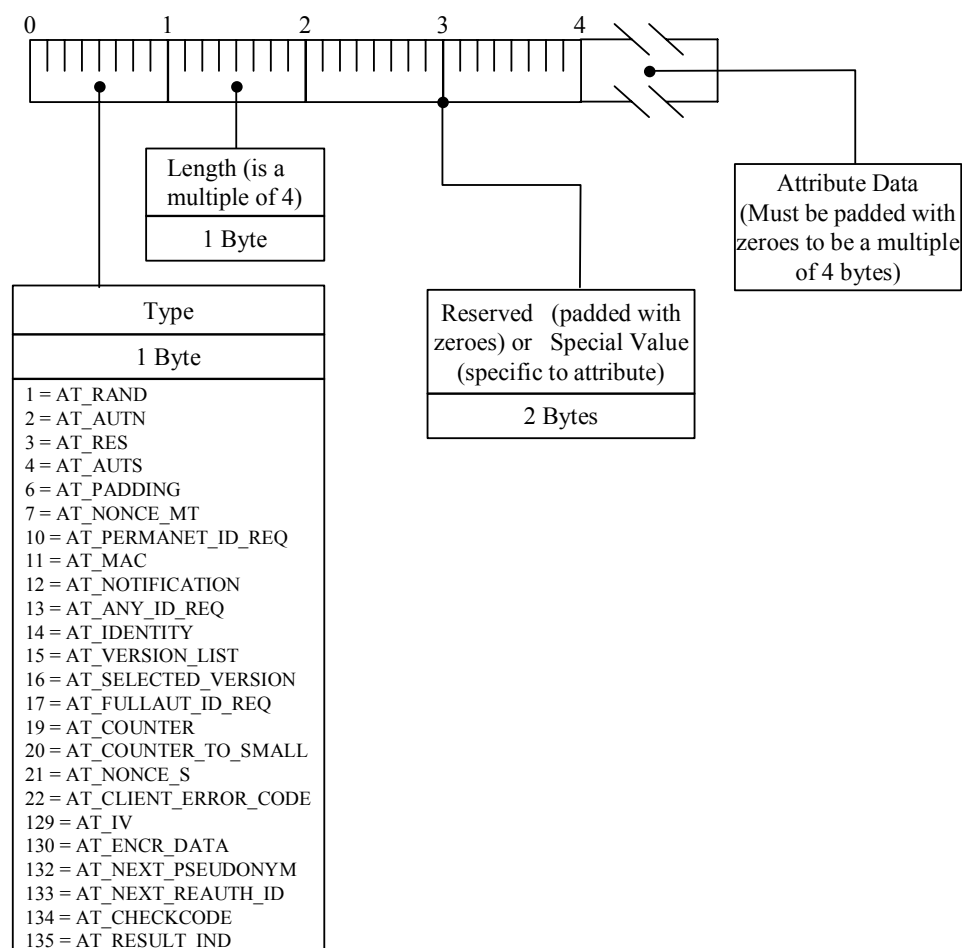 0 1 2 3 4
Length (is a
multiple of 4)
1 Byte
Attribute Data
(Must be padded with
zeroes to be a multiple
of 4 bytes)
Reserved (padded with
zeroes) or Special Value
(specific to attribute)
2 Bytes
Type
1 Byte
1 = AT_RAND
2 = AT_AUTN
3 = AT_RES
4 = AT_AUTS
6 = AT_PADDING
7 = AT_NONCE_MT
10 = AT_PERMANET_ID_REQ
11 = AT_MAC
12 = AT_NOTIFICATION
13 = AT_ANY_ID_REQ
14 = AT_IDENTITY
15 = AT_VERSION_LIST
16 = AT_SELECTED_VERSION
17 = AT_FULLAUT_ID_REQ
19 = AT_COUNTER
20 = AT_COUNTER_TO_SMALL
21 = AT_NONCE_S
22 = AT_CLIENT_ERROR_CODE
129 = AT_IV
130 = AT_ENCR_DATA
132 = AT_NEXT_PSEUDONYM
133 = AT_NEXT_REAUTH_ID
134 = AT_CHECKCODE
135 = AT_RESULT_IND